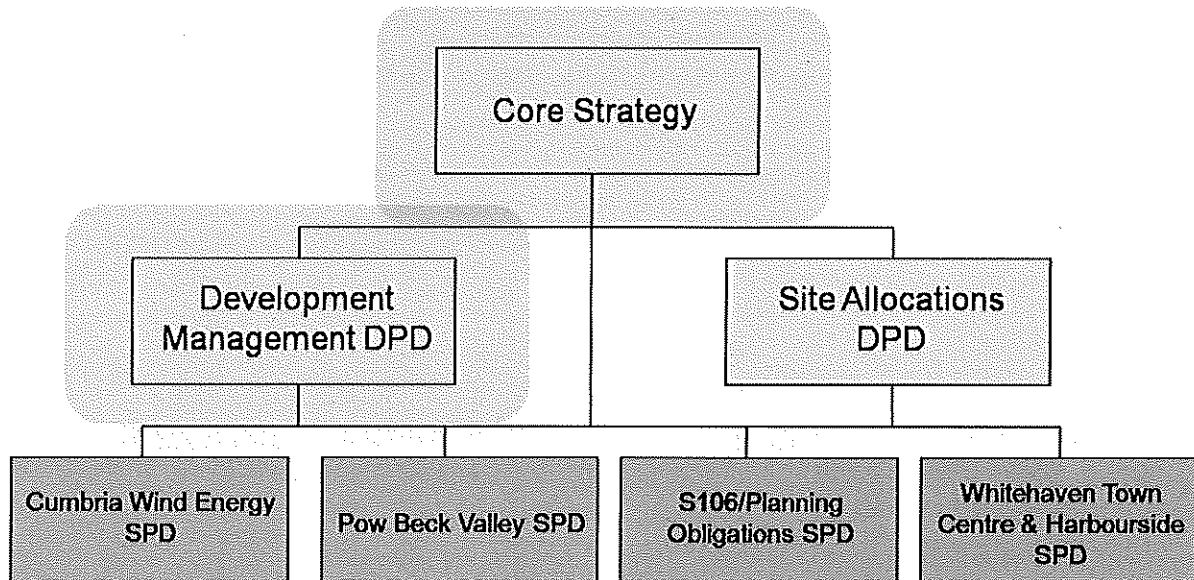 Core Strategy
Development
Management DPD
Site Allocations
DPD
Cumbria Wind Energy
SPD
Pow Beck Valley SPD
S106/Planning
Obligations SPD
Whitehaven Town
Centre & Harbourside
SPD